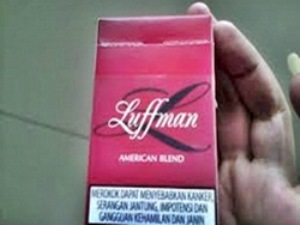 Luffman
AMERICAN BLEND
MEROKOK DAPAT MENYEBABKAN KANKER,
SERANGAN JANTUNG, IMPOTENSI DAN
GANGGUAN KEHAMILAN DAN JANIN